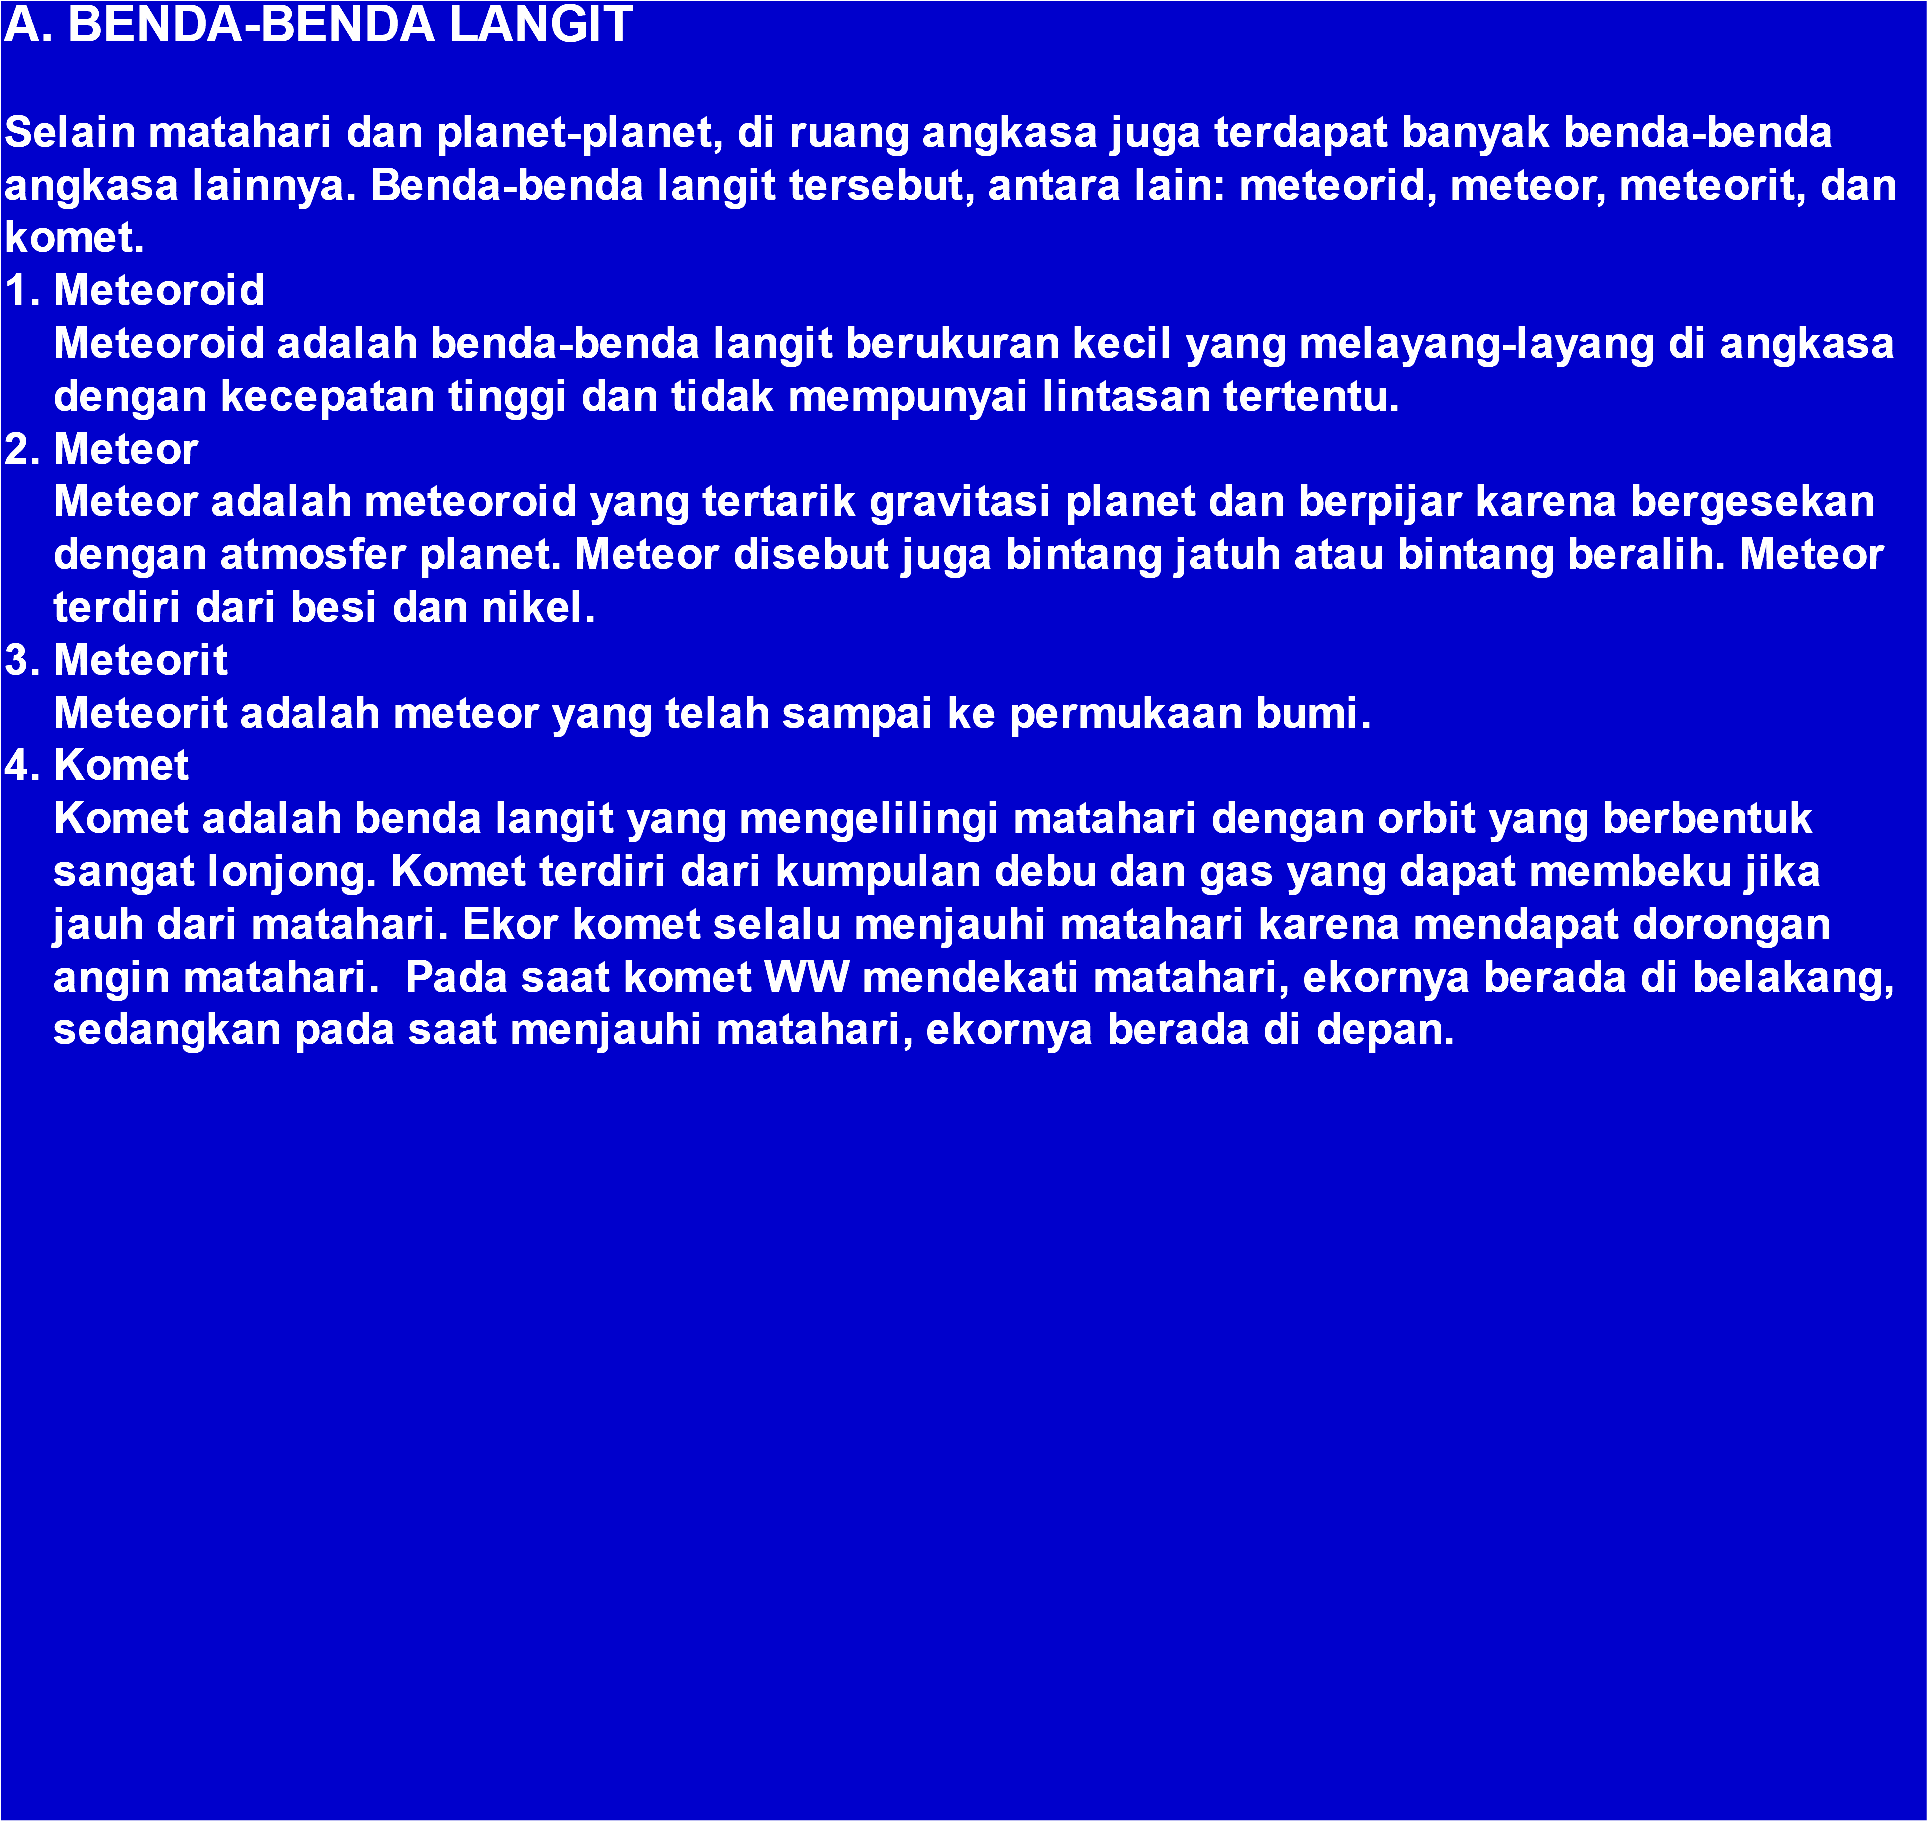 A. BENDA-BENDA LANGIT
Selain matahari dan planet-planet, di ruang angkasa juga terdapat banyak benda-benda
angkasa lainnya. Benda-benda langit tersebut, antara lain: meteorid, meteor, meteorit, dan
komet.
1. Meteoroid
Meteoroid adalah benda-benda langit berukuran kecil yang melayang-layang di angkasa
dengan kecepatan tinggi dan tidak mempunyai lintasan tertentu.
2. Meteor
Meteor adalah meteoroid yang tertarik gravitasi planet dan berpijar karena bergesekan
dengan atmosfer planet. Meteor disebut juga bintang jatuh atau bintang beralih. Meteor
terdiri dari besi dan nikel.
3. Meteorit
Meteorit adalah meteor yang telah sampai ke permukaan bumi.
4. Komet
Komet adalah benda langit yang mengelilingi matahari dengan orbit yang berbentuk
sangat lonjong. Komet terdiri dari kumpulan debu dan gas yang dapat membeku jika
jauh dari matahari. Ekor komet selalu menjauhi matahari karena mendapat dorongan
angin matahari.  Pada saat komet WW mendekati matahari, ekornya berada di belakang,
sedangkan pada saat menjauhi matahari, ekornya berada di depan.